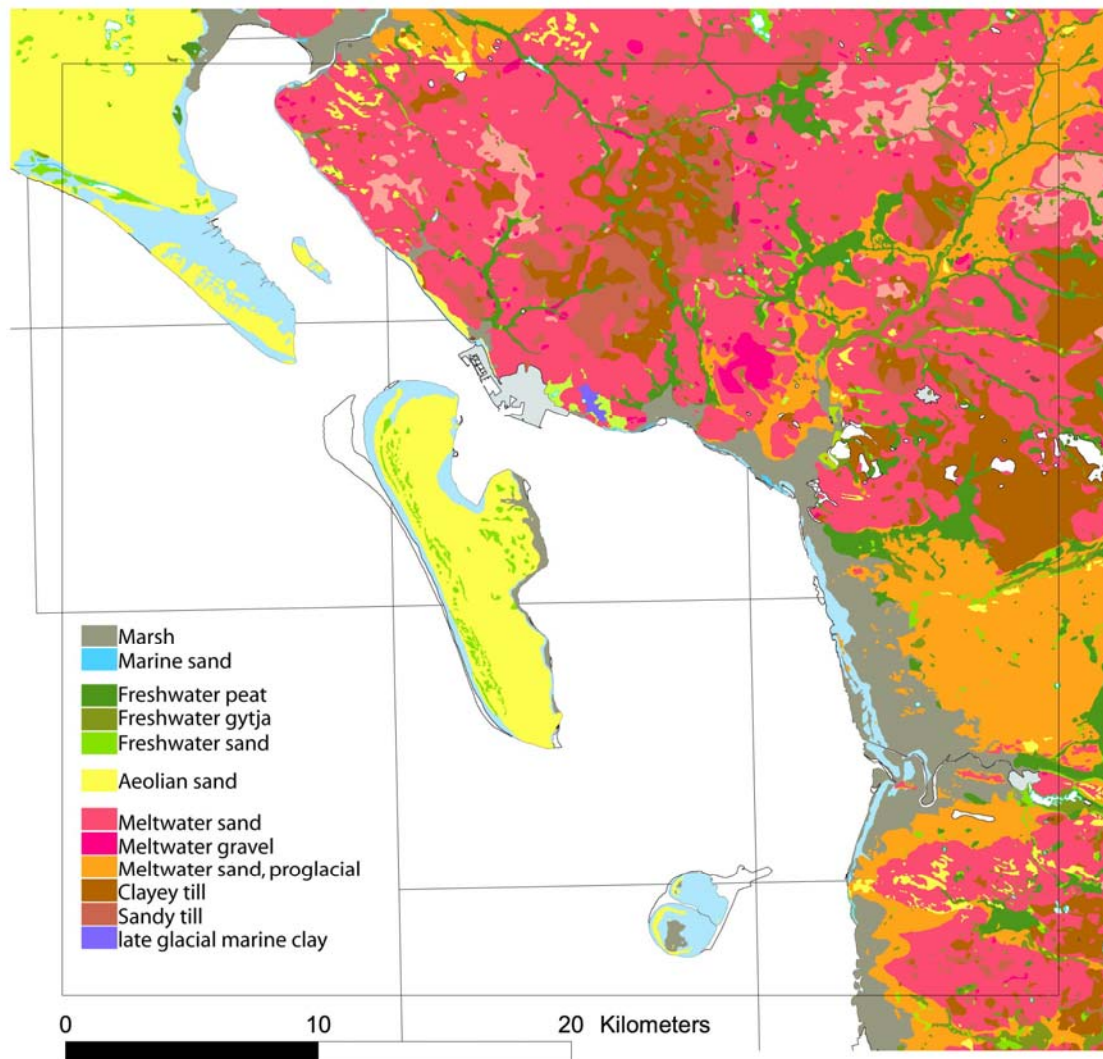 Marsh
Marine sand
Freshwater peat
Freshwater gytja
Freshwater sand
Aeolian sand
Meltwater sand
Meltwater gravel
Meltwater sand, proglacial
Clayey till
Sandy till
late glacial marine clay
0 10 20 Kilometers